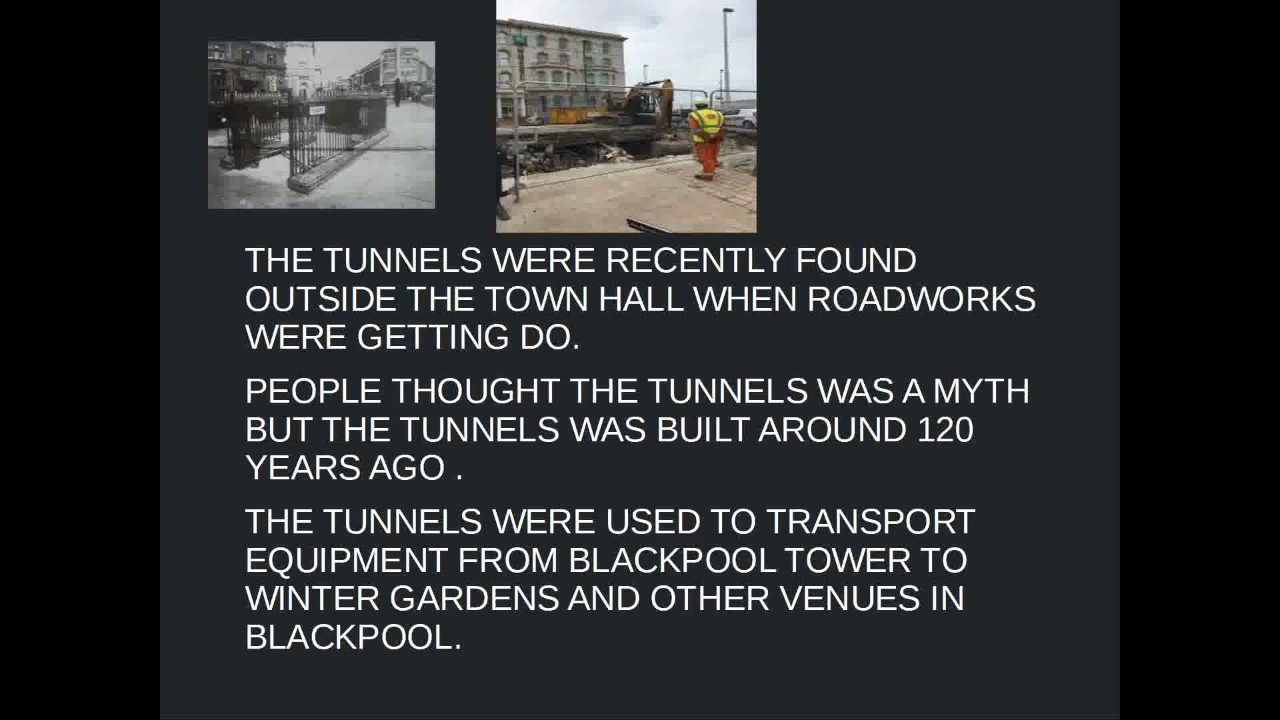 THE TUNNELS WERE RECENTLY FOUND
OUTSIDE THE TOWN HALL WHEN ROADWORKS
WERE GETTING DO.
PEOPLE THOUGHT THE TUNNELS WAS A MYTH
BUT THE TUNNELS WAS BUILT AROUND 120
YEARS AGO .
THE TUNNELS WERE USED TO TRANSPORT
EQUIPMENT FROM BLACKPOOL TOWER TO
WINTER GARDENS AND OTHER VENUES IN
BLACKPOOL.